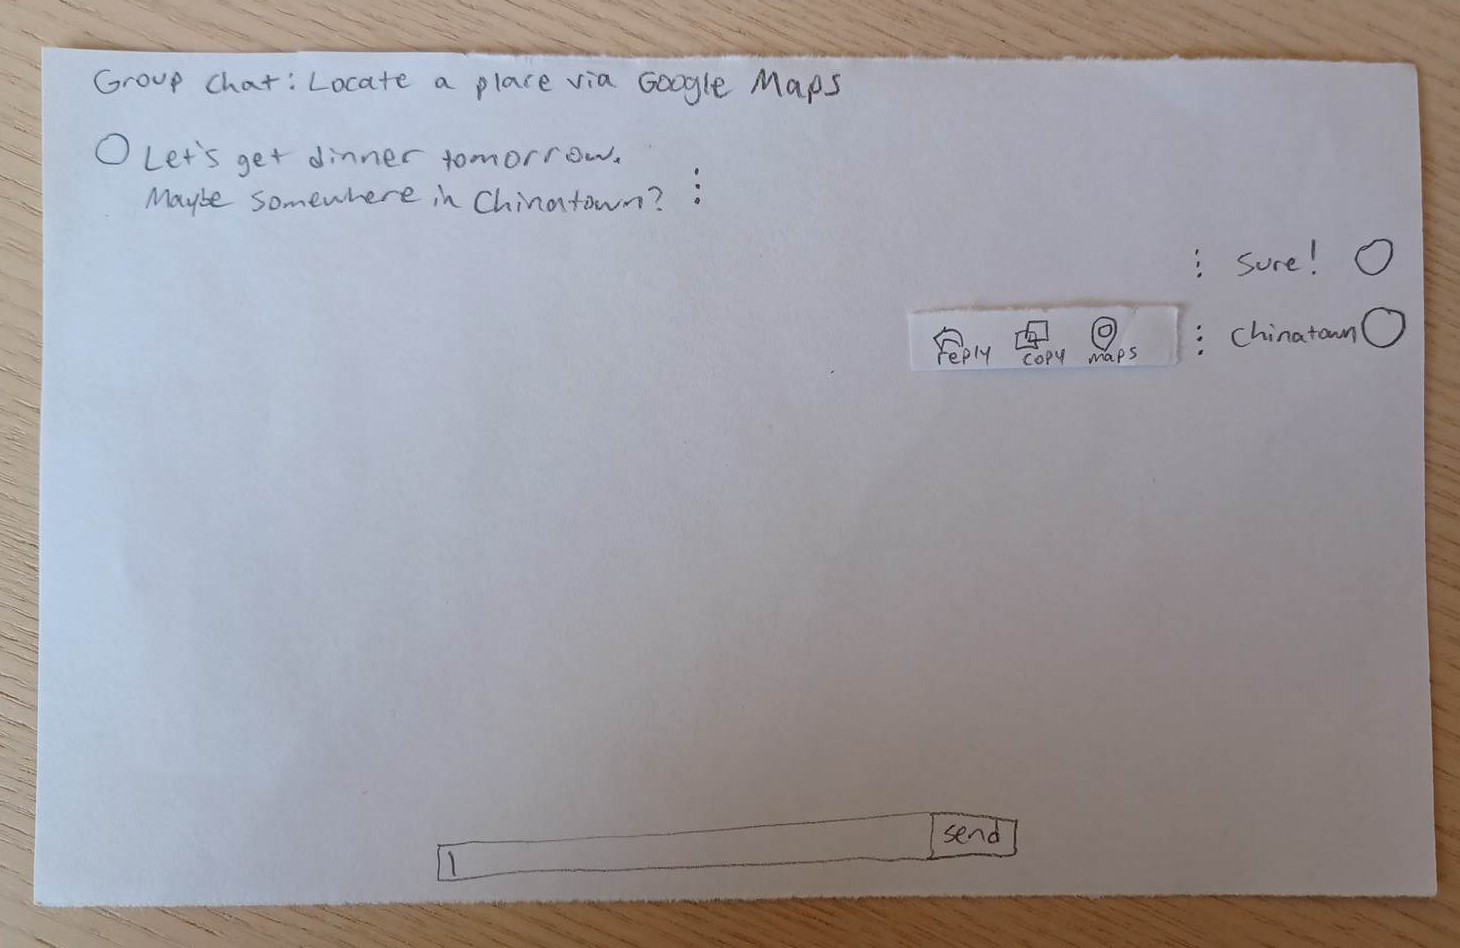 Group Chat: Locate a place via Google Maps
Let's get dinner tomorrow.
Maybe somewhere in Chinatown?
Sure!
reply copy maps
Chinatown
send